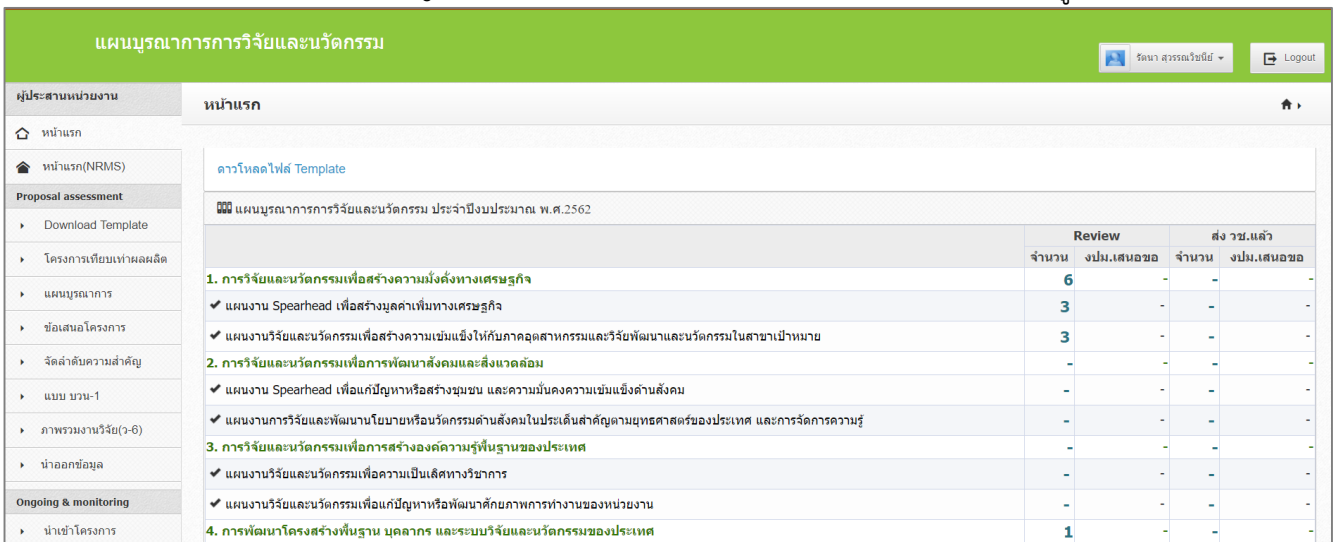 แผนบูรณาการการวิจัยและนวัตกรรม
รัตนา สุวรรณวิชนีย์
Logout
ผู้ประสานหน่วยงาน
หน้าแรก
หน้าแรก
หน้าแรก(NRMS)
ดาวโหลดไฟล์ Template
Proposal assessment
แผนบูรณาการการวิจัยและนวัตกรรม ประจำปีงบประมาณ พ.ศ.2562
Download Template
Review ส่ง วช.แล้ว
โครงการเทียบเท่าผลผลิต
จำนวน งปม.เสนอขอ จำนวน งปม.เสนอขอ
1. การวิจัยและนวัตกรรมเพื่อสร้างความมั่งคั่งทางเศรษฐกิจ 6 - - -
แผนบูรณาการ
แผนงาน Spearhead เพื่อสร้างมูลค่าเพิ่มทางเศรษฐกิจ 3 - - -
ข้อเสนอโครงการ
แผนงานวิจัยและนวัตกรรมเพื่อสร้างความเข้มแข็งให้กับภาคอุตสาหกรรมและวิจัยพัฒนาและนวัตกรรมในสาขาเป้าหมาย 3 - - -
จัดลำดับความสำคัญ
2. การวิจัยและนวัตกรรมเพื่อการพัฒนาสังคมและสิ่งแวดล้อม - - - -
แบบ บวน-1
แผนงาน Spearhead เพื่อแก้ปัญหาหรือสร้างชุมชน และความมั่นคงความเข้มแข็งด้านสังคม - - - -
ภาพรวมงานวิจัย(ว-6)
แผนงานการวิจัยและพัฒนานโยบายหรือนวัตกรรมด้านสังคมในประเด็นสำคัญตามยุทธศาสตร์ของประเทศ และการจัดการความรู้ - - - -
3. การวิจัยและนวัตกรรมเพื่อการสร้างองค์ความรู้พื้นฐานของประเทศ - - - -
นำออกข้อมูล
แผนงานวิจัยและนวัตกรรมเพื่อความเป็นเลิศทางวิชาการ - - - -
Ongoing & monitoring
แผนงานวิจัยและนวัตกรรมเพื่อแก้ปัญหาหรือพัฒนาศักยภาพการทำงานของหน่วยงาน - - - -
นำเข้าโครงการ
4. การพัฒนาโครงสร้างพื้นฐาน บุคลากร และระบบวิจัยและนวัตกรรมของประเทศ 1 - - -